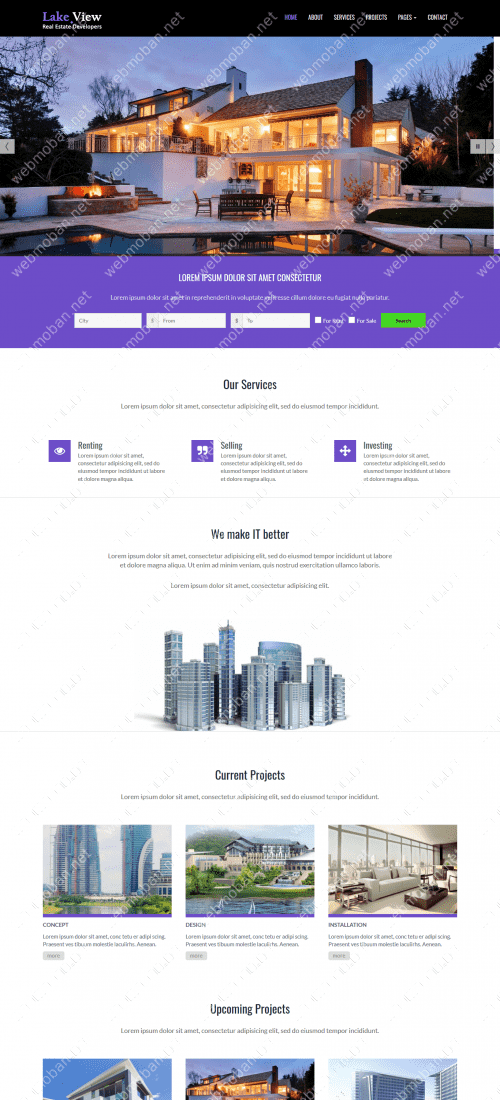 Lake View
Real Estate Developers
HOME ABOUT SERVICES PROJECTS PAGES CONTACT
LOREM IPSUM DOLOR SIT AMET CONSECTETUR
Lorem ipsum dolor sit amet in reprehenderit in voluptate velit esse cillum dolore eu fugiat nulla pariatur.
City $ From $ To For Rent For Sale Search
Our Services
Lorem ipsum dolor sit amet, consectetur adipisicing elit, sed do eiusmod tempor incididunt.
Renting
Lorem ipsum dolor sit amet,
consectetur adipisicing elit, sed do
eiusmod tempor incididunt ut labore
et dolore magna aliqua.
Selling
Lorem ipsum dolor sit amet,
consectetur adipisicing elit, sed do
eiusmod tempor incididunt ut labore
et dolore magna aliqua.
Investing
Lorem ipsum dolor sit amet,
consectetur adipisicing elit, sed do
eiusmod tempor incididunt ut labore
et dolore magna aliqua.
We make IT better
Lorem ipsum dolor sit amet, consectetur adipisicing elit, sed do eiusmod tempor incididunt ut labore
et dolore magna aliqua. Ut enim ad minim veniam, quis nostrud exercitation ullamco laboris.
Lorem ipsum dolor sit amet, consectetur adipisicing elit.
Current Projects
Lorem ipsum dolor sit amet, consectetur adipisicing elit, sed do eiusmod tempor incididunt.
CONCEPT
Lorem ipsum dolor sit amet, conc tetu er adipi scing.
Praesent ves tibuum molestie lacuiirhs. Aenean.
more
DESIGN
Lorem ipsum dolor sit amet, conc tetu er adipi scing.
Praesent ves tibuum molestie lacuiirhs. Aenean.
more
INSTALLATION
Lorem ipsum dolor sit amet, conc tetu er adipi scing.
Praesent ves tibuum molestie lacuiirhs. Aenean.
more
Upcoming Projects
Lorem ipsum dolor sit amet, consectetur adipisicing elit, sed do eiusmod tempor incididunt.
webmoban.net